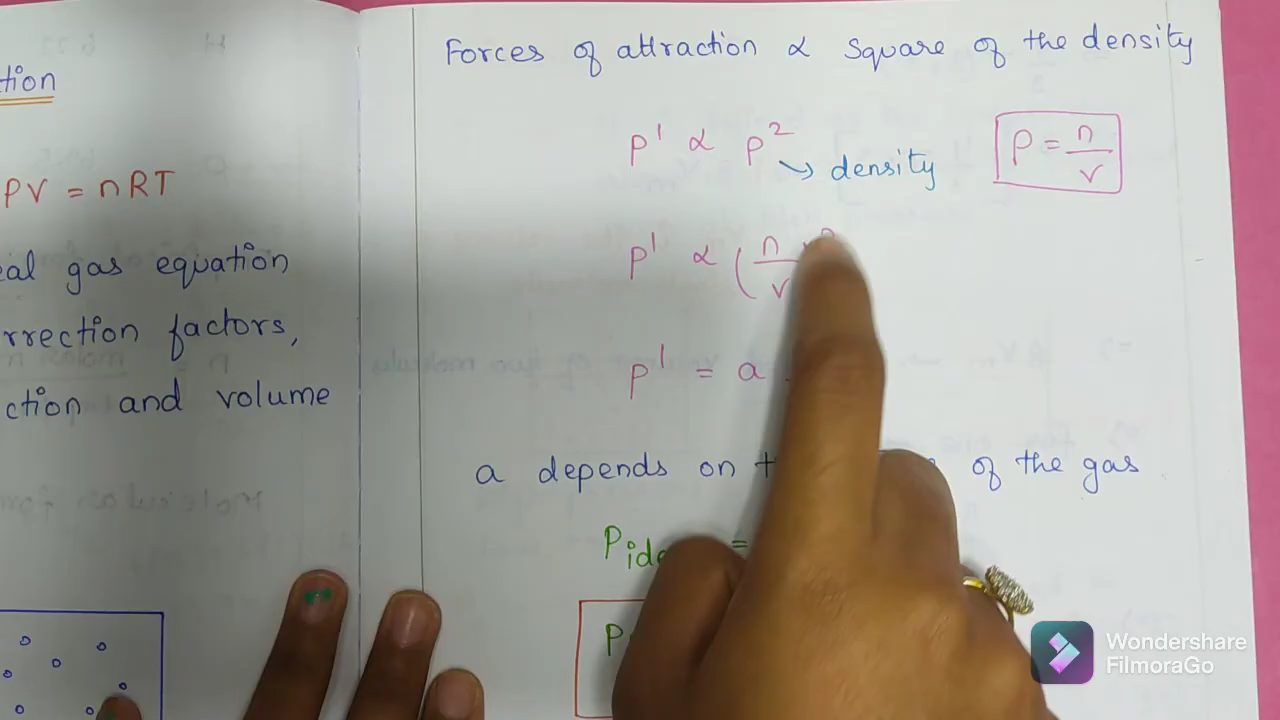 tion
PV = nRT
eal gas equation
rrection factors,
ction and volume
Forces of attraction ∝ Square of the density
P' ∝ ρ²
→ density
ρ = n/v
P' ∝ (n/v
P' = a
a depends on of the gas
Pide =
P
Wondershare
FilmoraGo